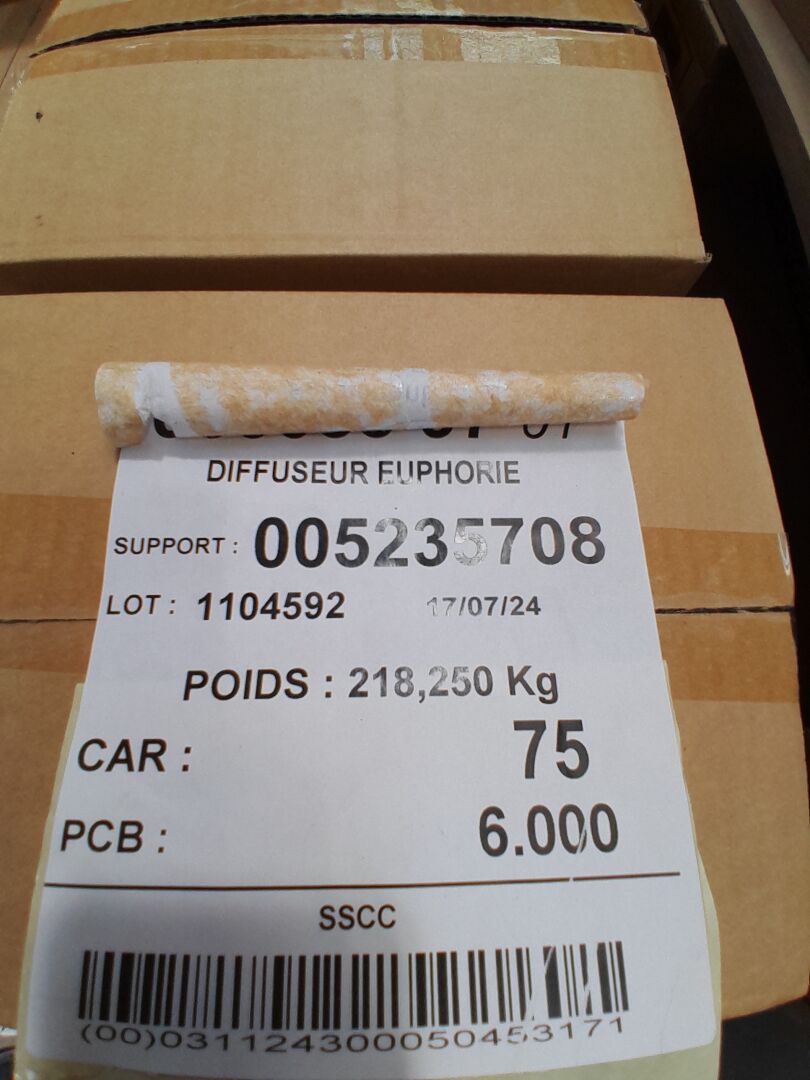 DIFFUSEUR EUPHORIE
SUPPORT : 005235708
LOT : 1104592 17/07/24
POIDS : 218,250 Kg
CAR : 75
PCB : 6.000
SSCC
(00)031124300050453171